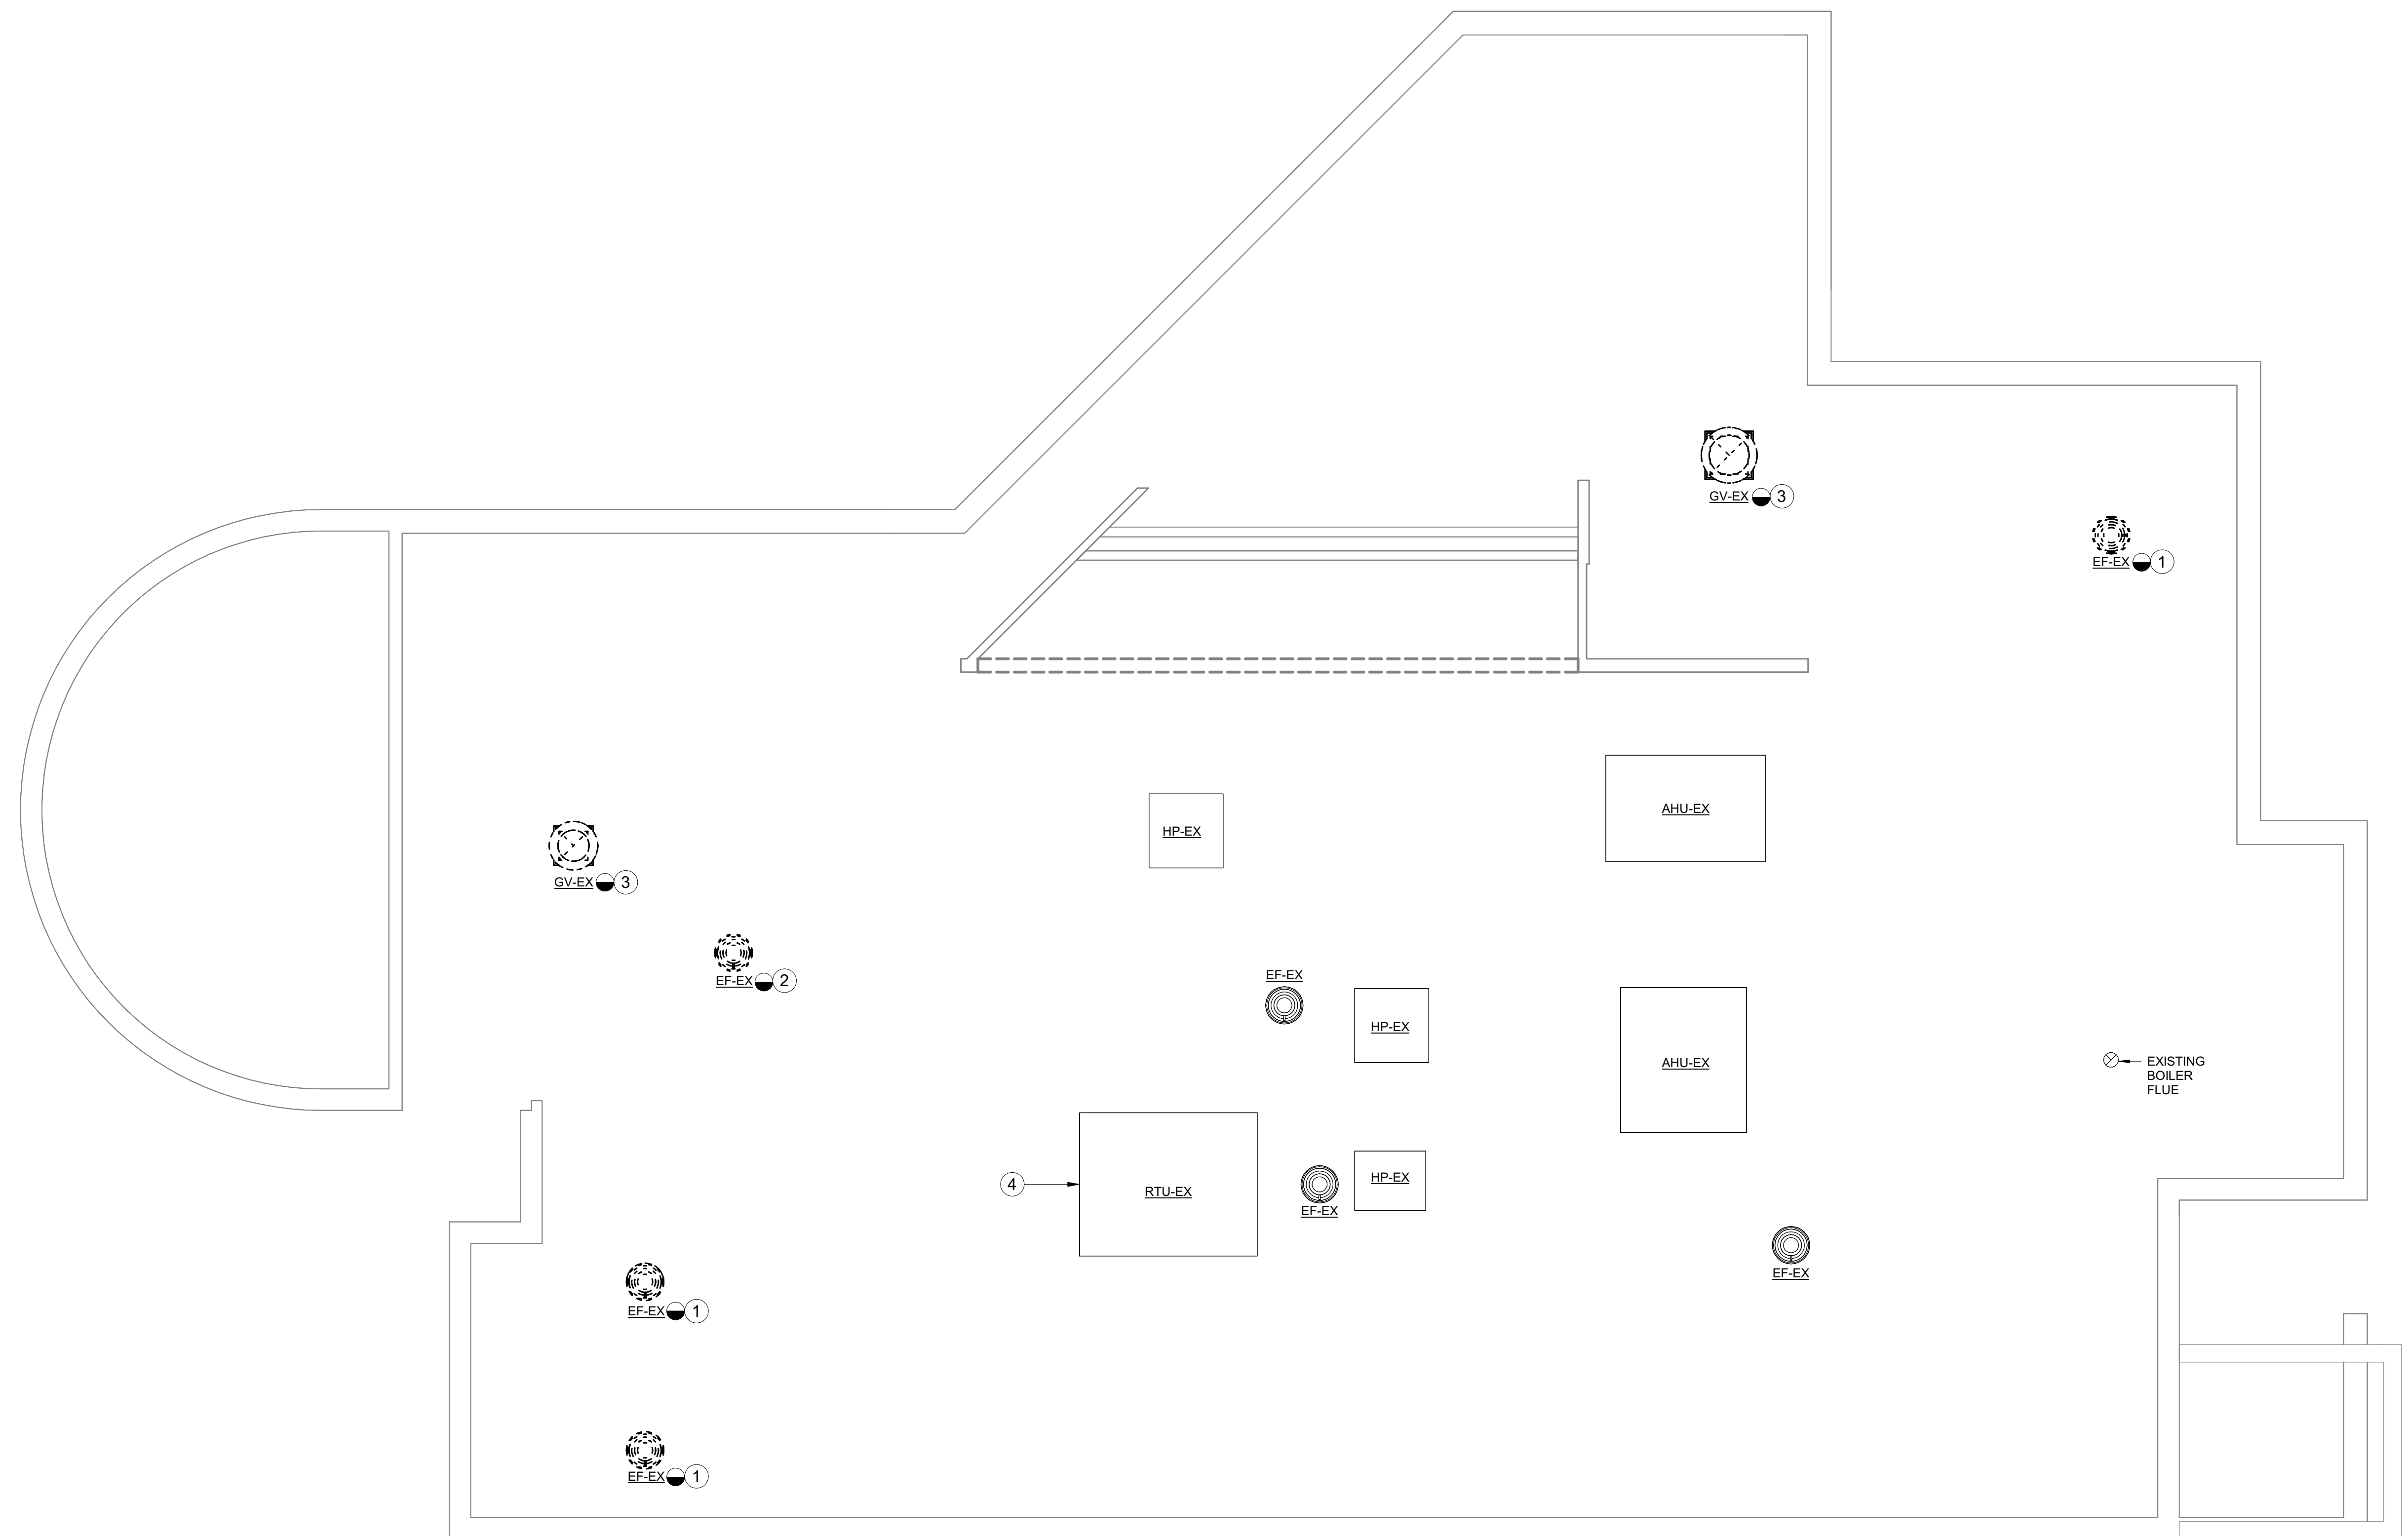 GV-EX 3
EF-EX 1
AHU-EX
HP-EX
GV-EX 3
EF-EX 2
EF-EX
HP-EX
AHU-EX
EXISTING
BOILER
FLUE
HP-EX
4
RTU-EX
EF-EX
EF-EX
EF-EX 1
EF-EX 1